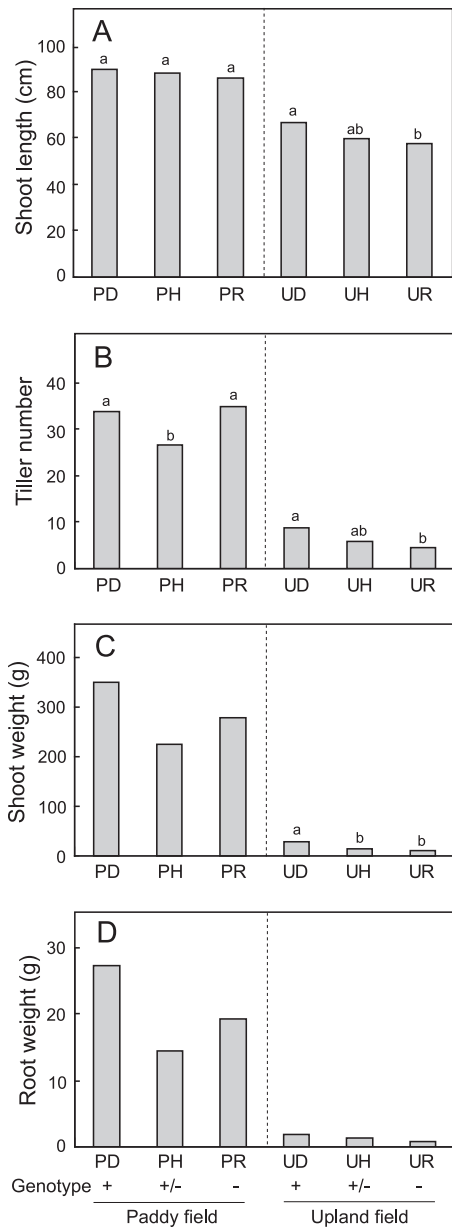 A
Shoot length (cm)
100
80
60
40
20
0
a a a a ab b
PD PH PR UD UH UR
B
Tiller number
40
30
20
10
0
a b a a ab b
PD PH PR UD UH UR
C
Shoot weight (g)
400
300
200
100
0
a b b
PD PH PR UD UH UR
D
Root weight (g)
30
20
10
0
PD PH PR UD UH UR
Genotype + +/- - + +/- -
Paddy field Upland field